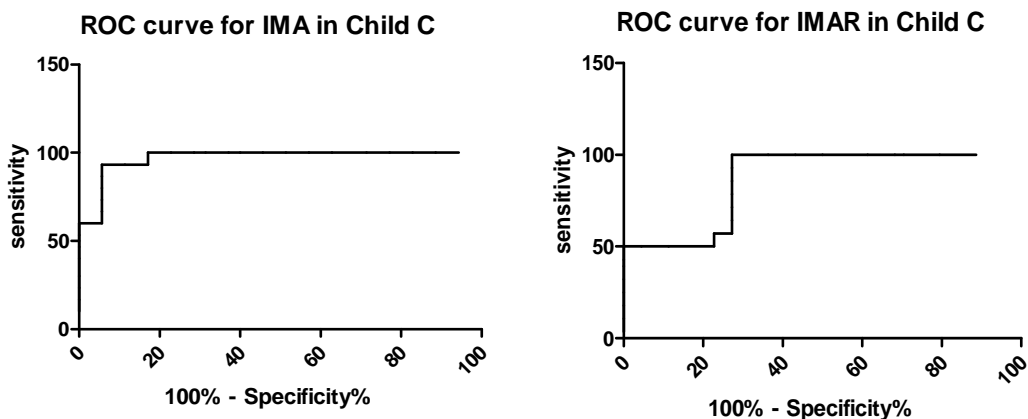 ROC curve for IMA in Child C
150
100
50
0
sensitivity
0 20 40 60 80 100
100% - Specificity%
ROC curve for IMAR in Child C
150
100
50
0
sensitivity
0 20 40 60 80 100
100% - Specificity%